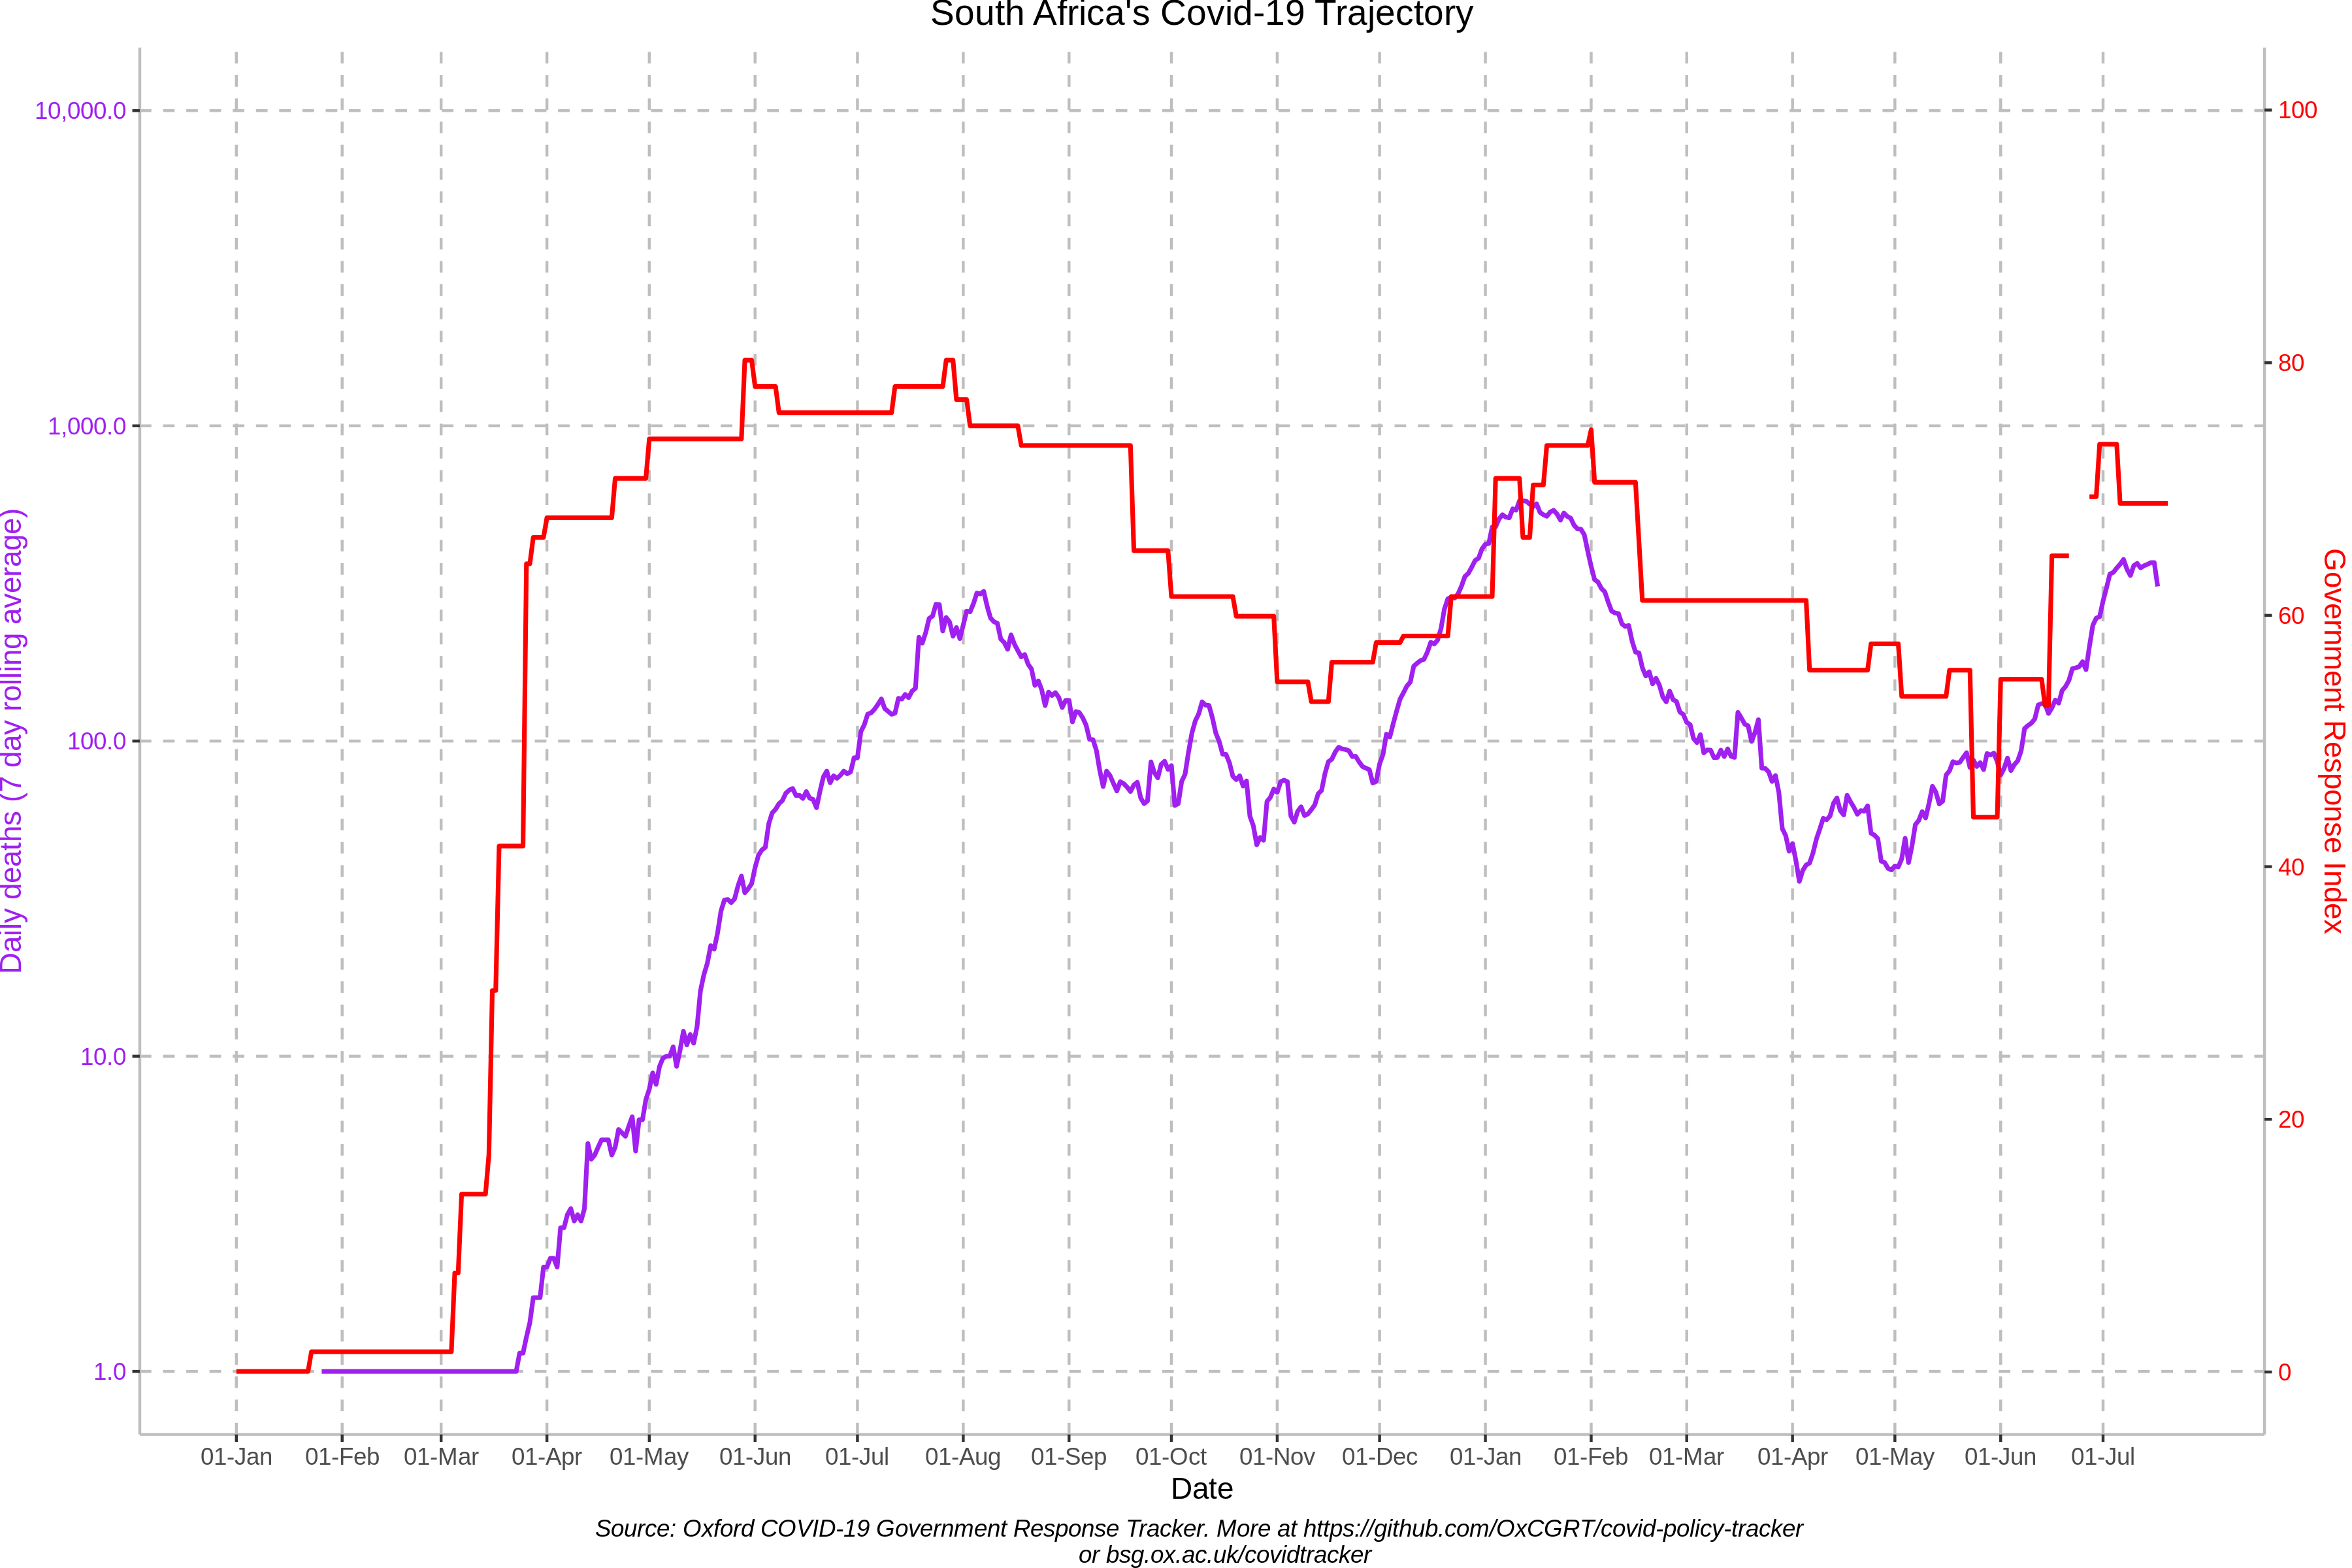 South Africa's Covid-19 Trajectory
10,000.0
1,000.0
100.0
10.0
1.0
Daily deaths (7 day rolling average)
100
80
60
40
20
0
Government Response Index
01-Jan 01-Feb 01-Mar 01-Apr 01-May 01-Jun 01-Jul 01-Aug 01-Sep 01-Oct 01-Nov 01-Dec 01-Jan 01-Feb 01-Mar 01-Apr 01-May 01-Jun 01-Jul
Date
Source: Oxford COVID-19 Government Response Tracker. More at https://github.com/OxCGRT/covid-policy-tracker
or bsg.ox.ac.uk/covidtracker